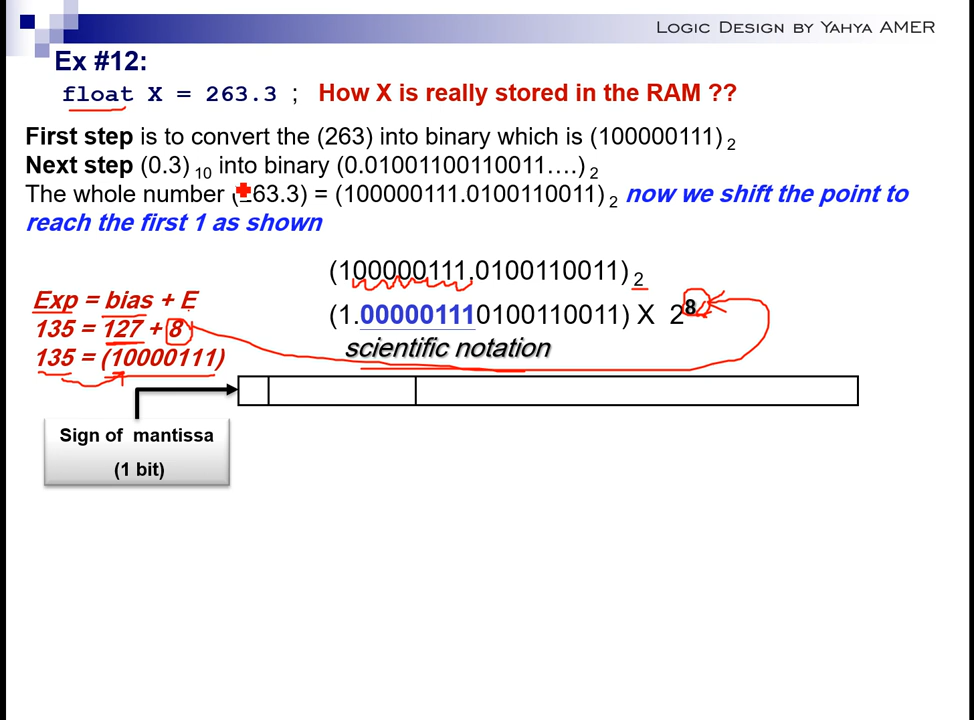 LOGIC DESIGN BY YAHYA AMER
Ex #12:
float X = 263.3 ; How X is really stored in the RAM ??
First step is to convert the (263) into binary which is (100000111) 2
Next step (0.3) 10 into binary (0.01001100110011….) 2
The whole number (263.3) = (100000111.0100110011) 2 now we shift the point to
reach the first 1 as shown
(100000111.0100110011) 2
Exp = bias + E
(1.000001110100110011) X 2 8
135 = 127 + 8
scientific notation
135 = (10000111)
Sign of mantissa
(1 bit)